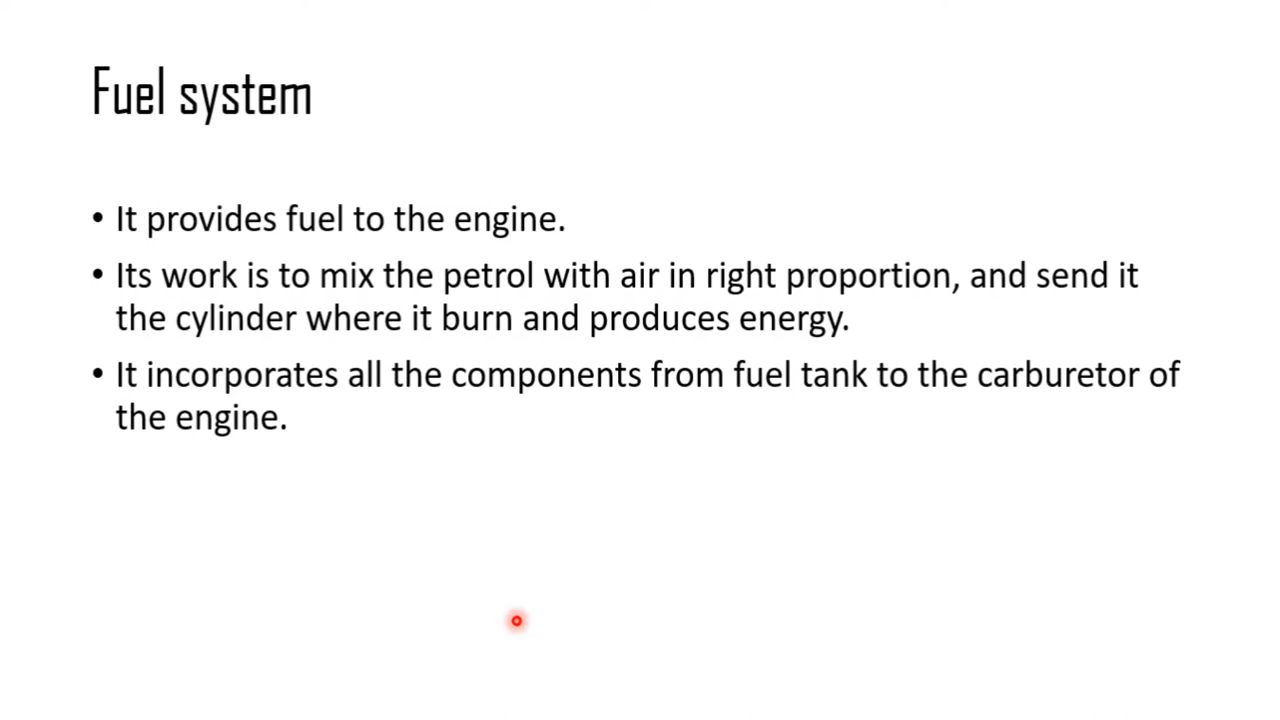 Fuel system
• It provides fuel to the engine.
• Its work is to mix the petrol with air in right proportion, and send it
the cylinder where it burn and produces energy.
• It incorporates all the components from fuel tank to the carburetor of
the engine.